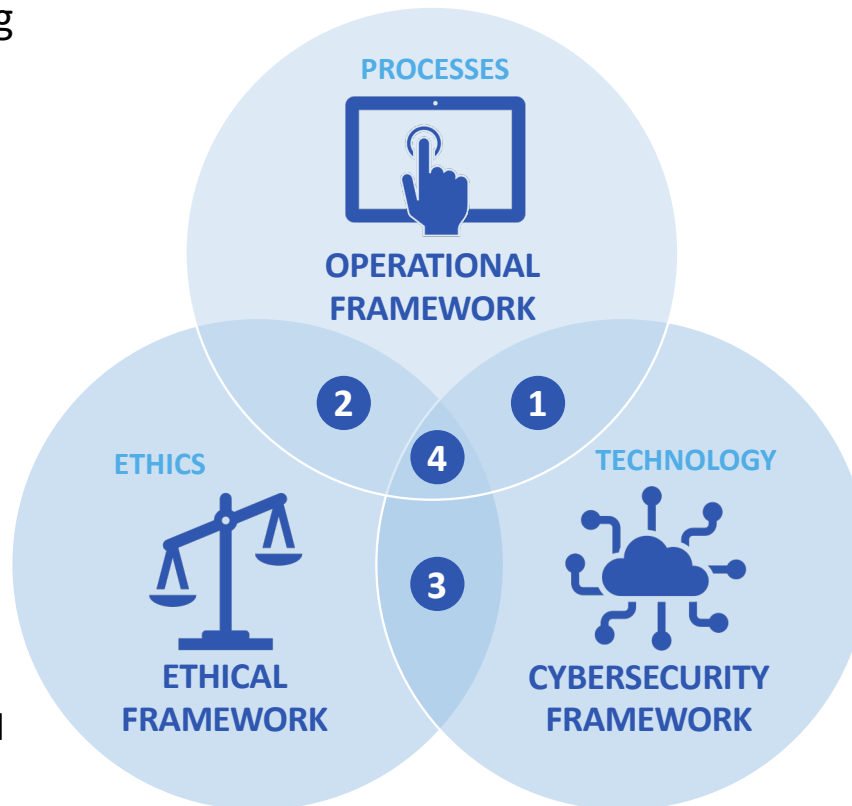 g
PROCESSES
OPERATIONAL
FRAMEWORK
2
1
4
ETHICS
TECHNOLOGY
3
ETHICAL
FRAMEWORK
CYBERSECURITY
FRAMEWORK